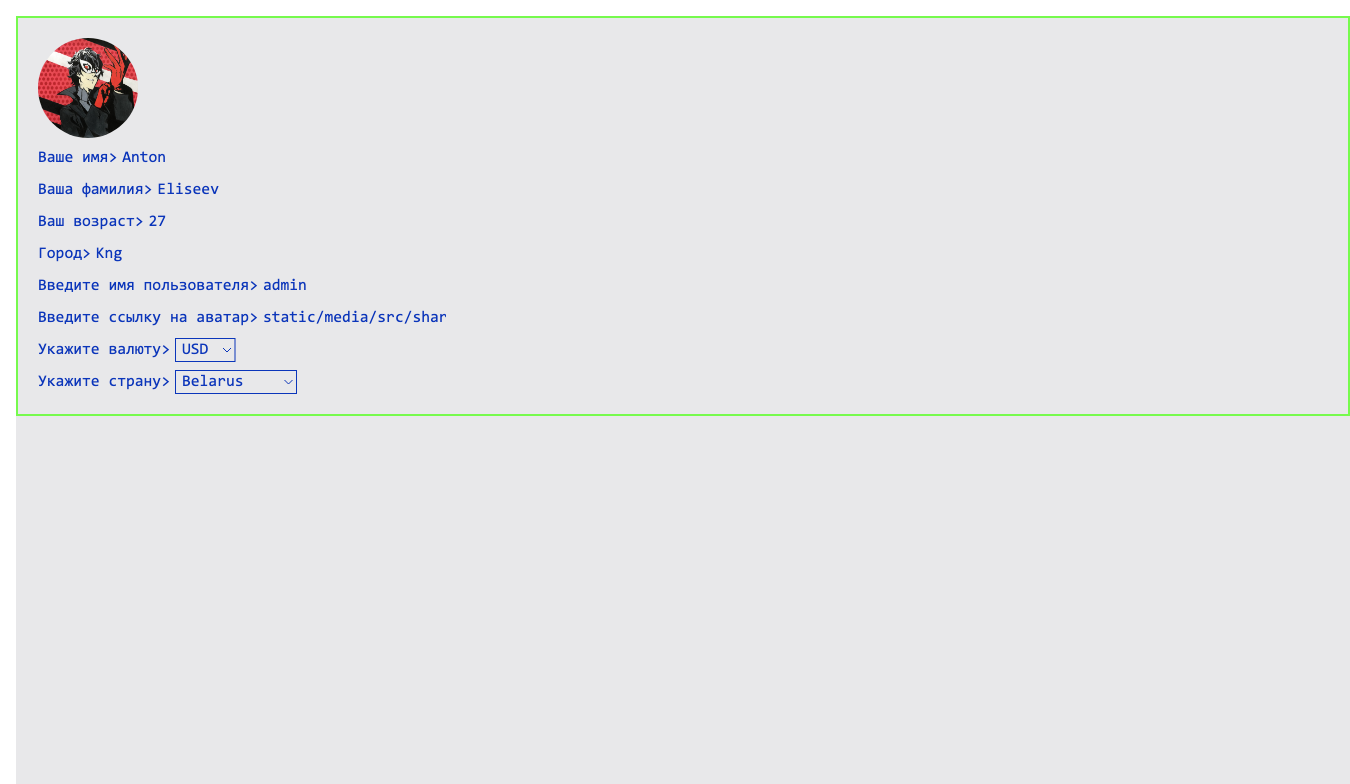 Ваше имя> Anton
Ваша фамилия> Eliseev
Ваш возраст> 27
Город> Kng
Введите имя пользователя> admin
Введите ссылку на аватар> static/media/src/shar
Укажите валюту> USD
Укажите страну> Belarus